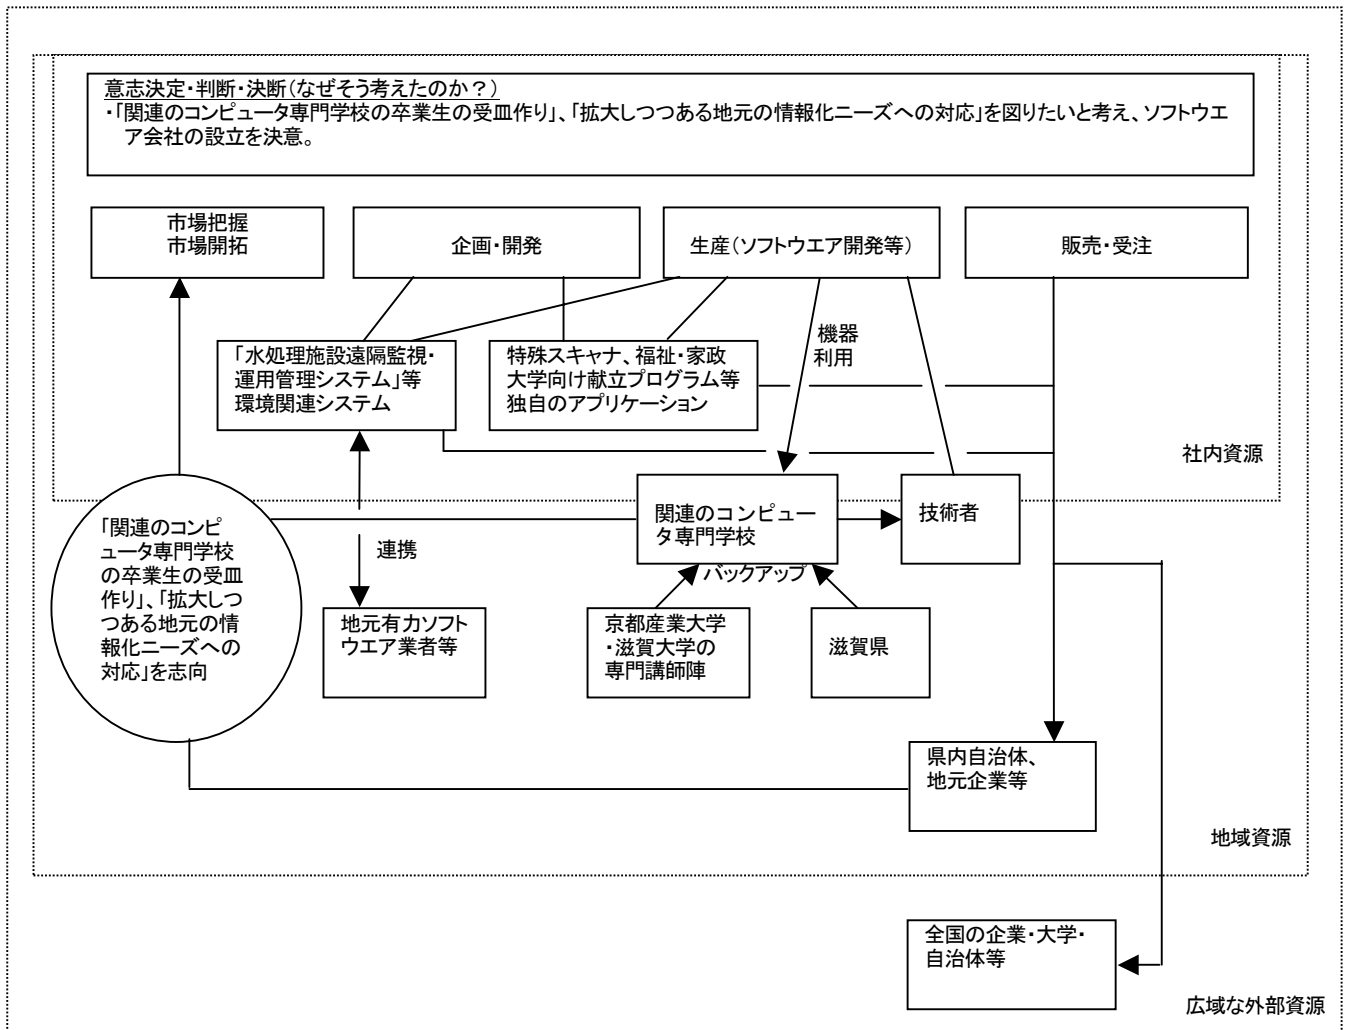 意志決定・判断・決断(なぜそう考えたのか？)
・「関連のコンピュータ専門学校の卒業生の受皿作り」、「拡大しつつある地元の情報化ニーズへの対応」を図りたいと考え、ソフトウエ
ア会社の設立を決意。
市場把握
市場開拓
企画・開発
生産(ソフトウエア開発等)
販売・受注
機器
利用
「水処理施設遠隔監視・
運用管理システム」等
環境関連システム
特殊スキャナ、福祉・家政
大学向け献立プログラム等
独自のアプリケーション
社内資源
「関連のコンピ
ュータ専門学校
の卒業生の受皿
作り」、「拡大しつ
つある地元の情
報化ニーズへの
対応」を志向
関連のコンピュー
タ専門学校
技術者
連携
バックアップ
地元有力ソフト
ウエア業者等
京都産業大学
・滋賀大学の
専門講師陣
滋賀県
県内自治体、
地元企業等
地域資源
全国の企業・大学・
自治体等
広域な外部資源